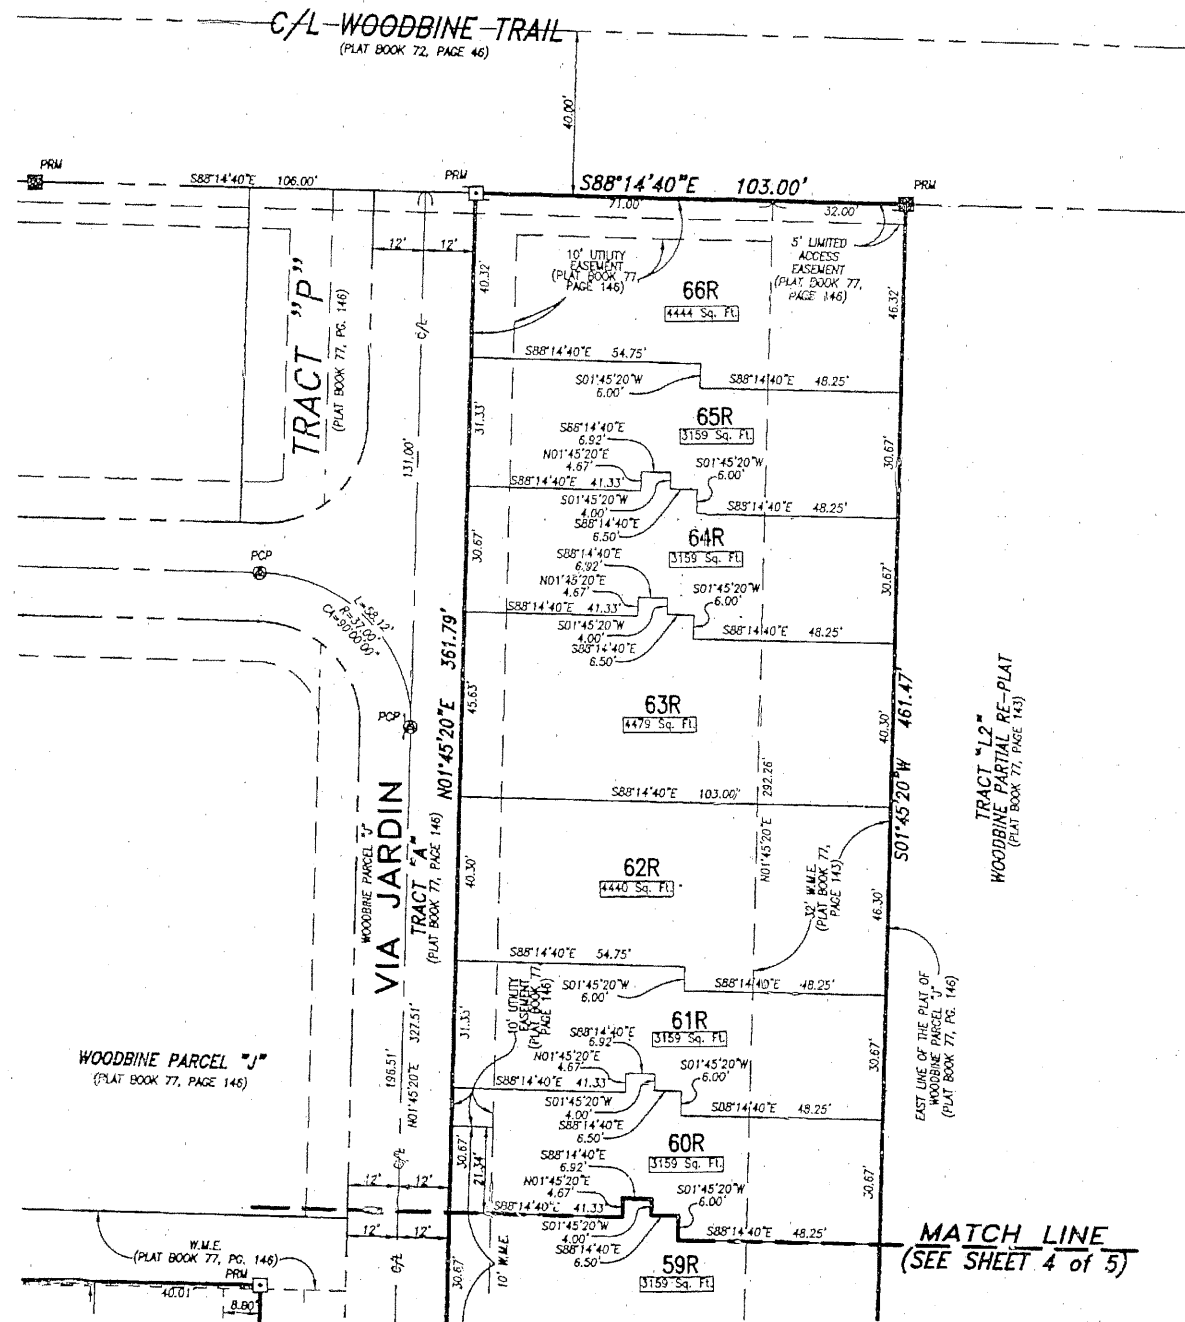 C/L WOODBINE TRAIL
(PLAT BOOK 72, PAGE 46)
40.00'
PRM
S88°14'40"E 106.00'
PRM
S88°14'40"E 103.00'
PRM
71.00'
32.00'
12'
12'
10' UTILITY
EASEMENT
(PLAT BOOK 77
PAGE 146)
5' LIMITED
ACCESS
EASEMENT
(PLAT BOOK 77,
PAGE 146)
TRACT "P"
(PLAT BOOK 77, PG. 146)
40.32'
46.32'
66R
4444 Sq. Ft.
C/L
S88°14'40"E 54.75'
S01°45'20"W
6.00'
S88°14'40"E 48.25'
31.33'
131.00'
65R
3159 Sq. Ft.
S88°14'40"E
6.92'
N01°45'20"E
4.67'
S01°45'20"W
6.00'
30.67'
S88°14'40"E 41.33'
S01°45'20"W
4.00'
S88°14'40"E
6.50'
S88°14'40"E 48.25'
64R
3159 Sq. Ft.
30.67'
30.67'
PCP
L=58.12'
R=37.00'
CA=90°00'00"
S88°14'40"E
6.92'
N01°45'20"E
4.67'
S01°45'20"W
6.00'
S88°14'40"E 41.33'
S01°45'20"W
4.00'
S88°14'40"E
6.50'
S88°14'40"E 48.25'
N01°45'20"E 361.79'
45.63'
63R
4479 Sq. Ft.
40.30'
S01°45'20"W 461.47'
TRACT "L2"
WOODBINE PARTIAL RE-PLAT
(PLAT BOOK 77, PAGE 143)
PCP
S88°14'40"E 103.00'
292.26'
N01°45'20"E
VIA JARDIN
WOODBINE PARCEL "J"
TRACT "A"
(PLAT BOOK 77, PAGE 146)
40.30'
62R
4440 Sq. Ft.
32' W.M.E.
(PLAT BOOK 77,
PAGE 143)
46.30'
S88°14'40"E 54.75'
S01°45'20"W
6.00'
S88°14'40"E 48.25'
10' UTILITY
EASEMENT
(PLAT BOOK 77,
PAGE 146)
EAST LINE OF THE PLAT OF
WOODBINE PARCEL "J"
(PLAT BOOK 77, PG. 146)
31.33'
61R
3159 Sq. Ft.
30.67'
WOODBINE PARCEL "J"
(PLAT BOOK 77, PAGE 146)
196.51'
N01°45'20"E 327.51'
S88°14'40"E
6.92'
N01°45'20"E
4.67'
S01°45'20"W
6.00'
S88°14'40"E 41.33'
S01°45'20"W
4.00'
S88°14'40"E
6.50'
S88°14'40"E 48.25'
60R
3159 Sq. Ft.
30.67'
21.34'
30.67'
C/L
12'
12'
S88°14'40"E
6.92'
N01°45'20"E
4.67'
S01°45'20"W
6.00'
S88°14'40"E 41.33'
S01°45'20"W
4.00'
S88°14'40"E
6.50'
S88°14'40"E 48.25'
12'
12'
MATCH LINE
(SEE SHEET 4 of 5)
W.M.E.
(PLAT BOOK 77, PG. 146)
PRM
40.01'
8.80'
C/L
30.67'
10' W.M.E.
59R
3159 Sq. Ft.